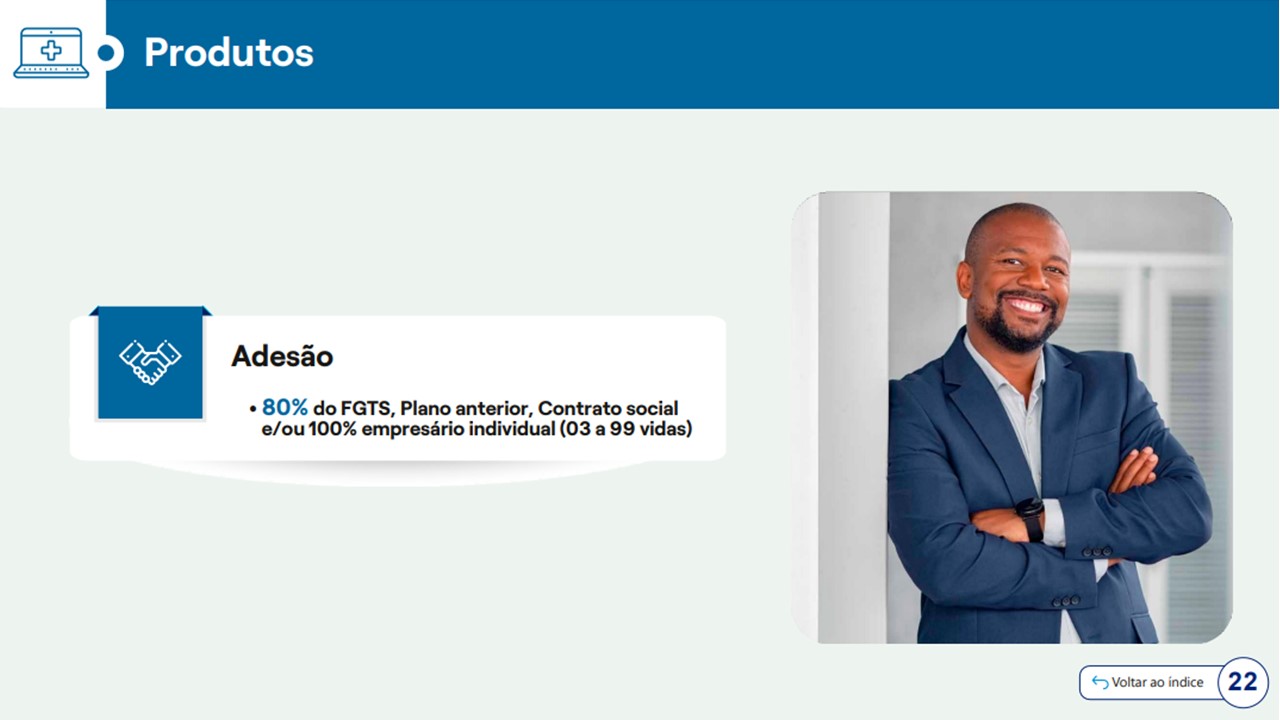 Produtos
Adesão
• 80% do FGTS, Plano anterior, Contrato social
e/ou 100% empresário individual (03 a 99 vidas)
Voltar ao índice
22